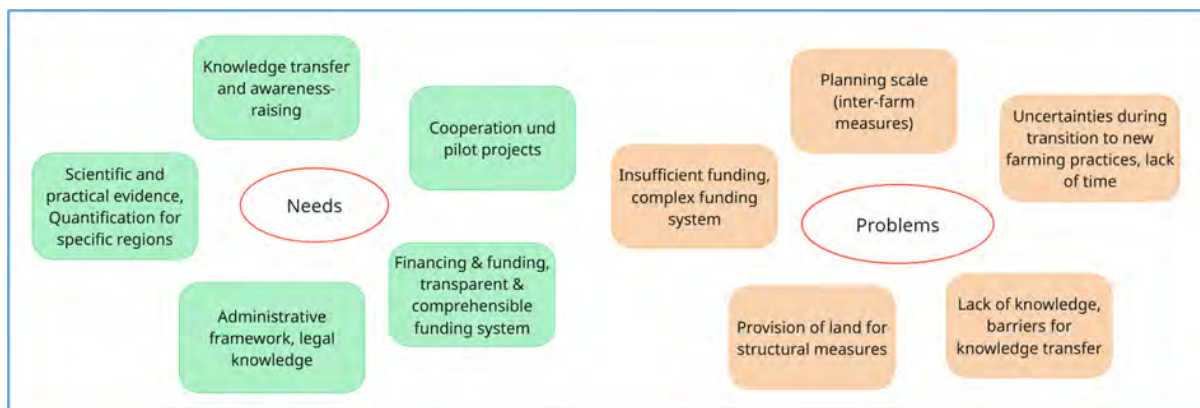 Knowledge transfer
and awareness-
raising
Cooperation und
pilot projects
Scientific and
practical evidence,
Quantification for
specific regions
Needs
Financing & funding,
transparent &
comprehensible
funding system
Administrative
framework, legal
knowledge
Planning scale
(inter-farm
measures)
Uncertainties during
transition to new
farming practices, lack
of time
Insufficient funding,
complex funding
system
Problems
Provision of land for
structural measures
Lack of knowledge,
barriers for
knowledge transfer